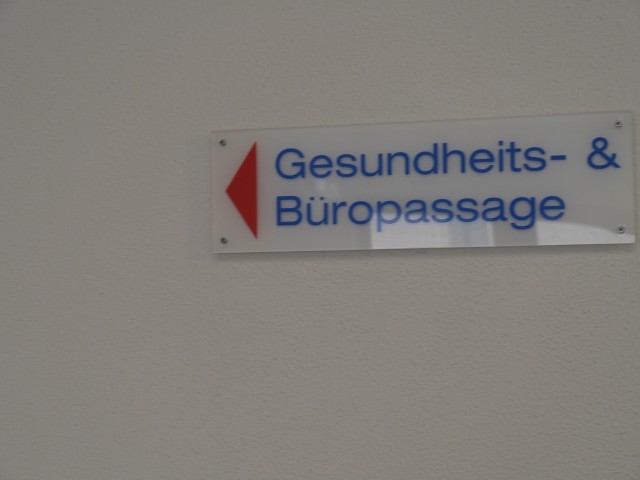 Gesundheits- &
Büropassage